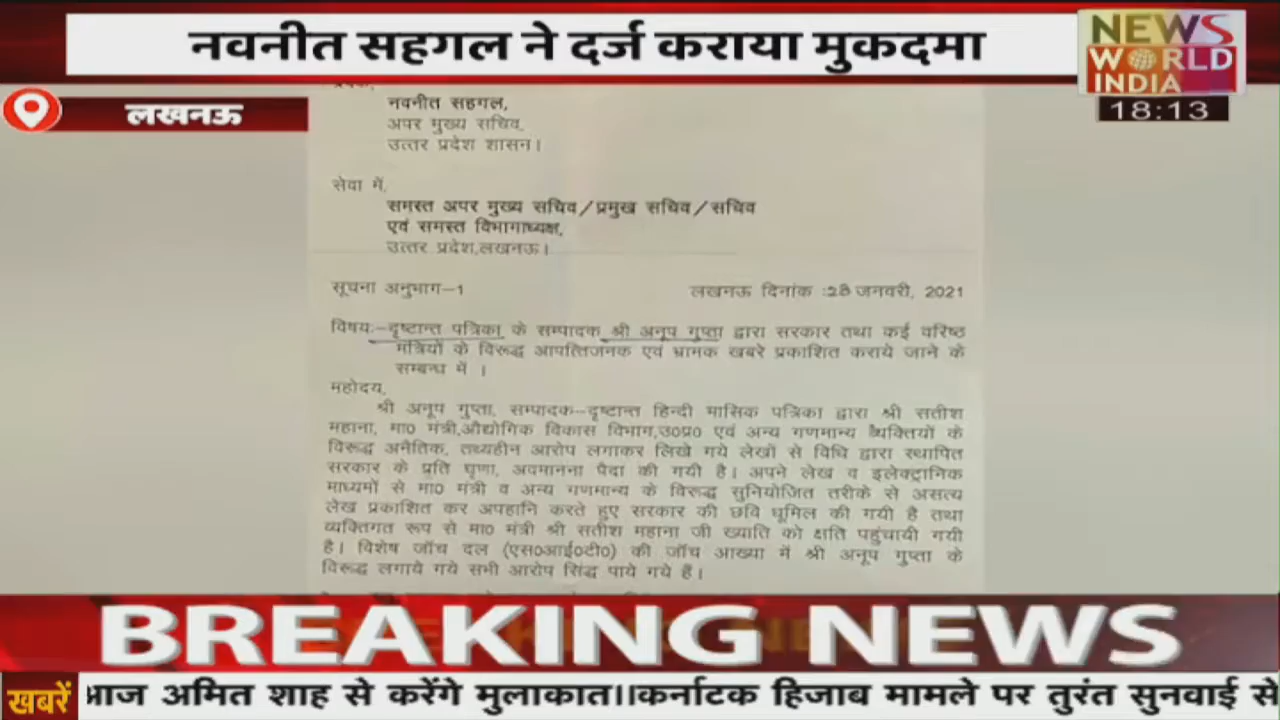 नवनीत सहगल ने दर्ज कराया मुकदमा
NEWS
WORLD
INDIA
18:13
लखनऊ
नवनीत सहगल,
अपर मुख्य सचिव,
उत्तर प्रदेश शासन।
सेवा में,
समस्त अपर मुख्य सचिव/प्रमुख सचिव/सचिव
एवं समस्त विभागाध्यक्ष,
उत्तर प्रदेश,लखनऊ।
सूचना अनुभाग-1
लखनऊ दिनांक :28 जनवरी, 2021
विषयः-दृष्टान्त पत्रिका के सम्पादक श्री अनूप गुप्ता द्वारा सरकार तथा कई वरिष्ठ
मंत्रियों के विरूद्ध आपत्तिजनक एवं भ्रामक खबरे प्रकाशित कराये जाने के
सम्बन्ध में ।
महोदय,
श्री अनूप गुप्ता, सम्पादक-दृष्टान्त हिन्दी मासिक पत्रिका द्वारा श्री सतीश
महाना, मा0 मंत्री,औद्योगिक विकास विभाग,उ0प्र0 एवं अन्य गणमान्य व्यक्तियों के
विरूद्ध अनैतिक, तथ्यहीन आरोप लगाकर लिखे गये लेखों से विधि द्वारा स्थापित
सरकार के प्रति घृणा, अवमानना पैदा की गयी है। अपने लेख व इलेक्ट्रानिक
माध्यमों से मा0 मंत्री व अन्य गणमान्य के विरूद्ध सुनियोजित तरीके से असत्य
लेख प्रकाशित कर अपहानि करते हुए सरकार की छवि धूमिल की गयी है तथा
व्यक्तिगत रूप से मा0 मंत्री श्री सतीश महाना जी ख्याति को क्षति पहुंचायी गयी
है। विशेष जॉच दल (एस0आई0टी0) की जॉच आख्या में श्री अनूप गुप्ता के
विरूद्ध लगाये गये सभी आरोप सिद्ध पाये गये हैं।
BREAKING NEWS
खबरें
आज अमित शाह से करेंगे मुलाकात।।कर्नाटक हिजाब मामले पर तुरंत सुनवाई से